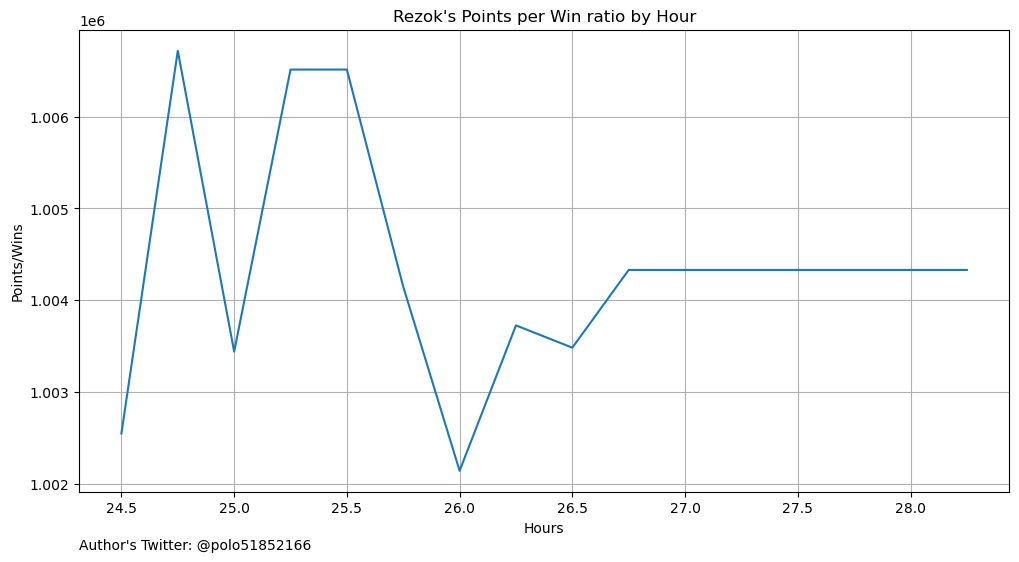 Rezok's Points per Win ratio by Hour
1e6
1.006
1.005
1.004
1.003
1.002
Points/Wins
24.5 25.0 25.5 26.0 26.5 27.0 27.5 28.0
Hours
Author's Twitter: @polo51852166